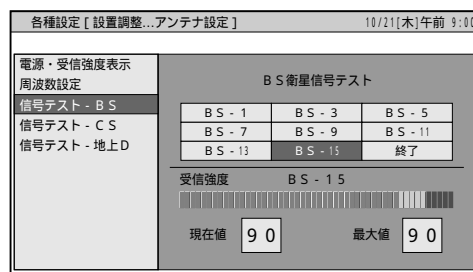 各種設定 [ 設置調整...アンテナ設定 ]
10/21[木]午前 9:00
電源・受信強度表示
周波数設定
信号テスト - ＢＳ
信号テスト - ＣＳ
信号テスト - 地上Ｄ
ＢＳ衛星信号テスト
ＢＳ - 1 ＢＳ - 3 ＢＳ - 5
ＢＳ - 7 ＢＳ - 9 ＢＳ - 11
ＢＳ - 13 ＢＳ - 15 終了
受信強度 ＢＳ - 1 5
現在値 9 0 最大値 9 0